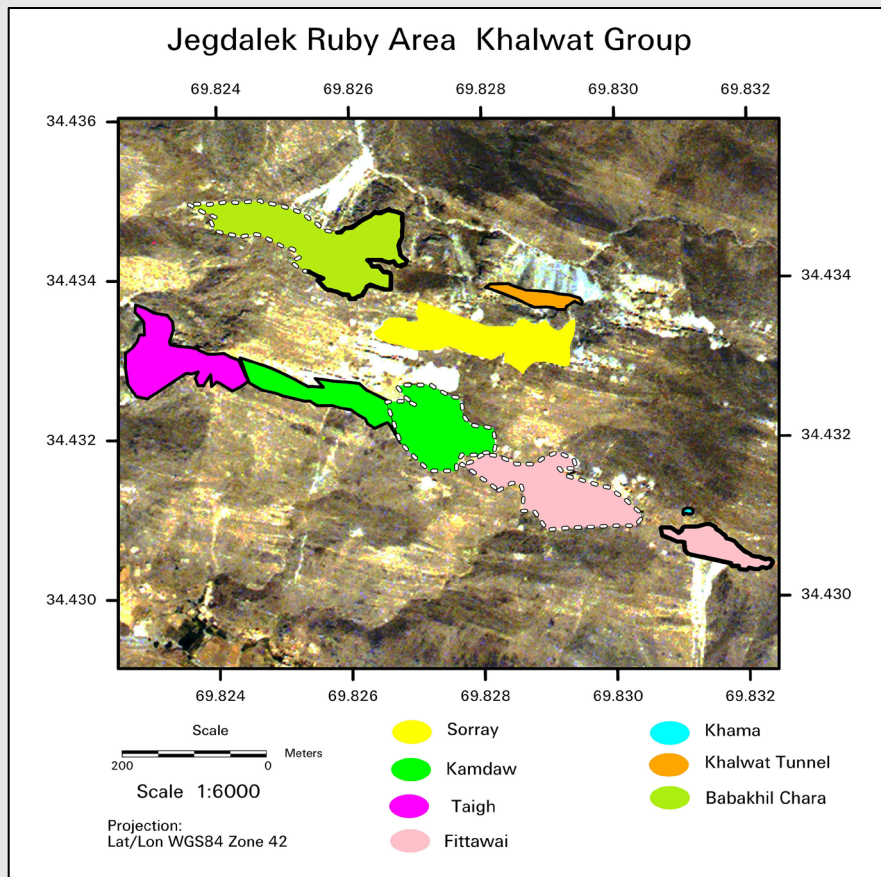 Jegdalek Ruby Area Khalwat Group
69.824 69.826 69.828 69.830 69.832
34.436
34.434 34.434
34.432 34.432
34.430 34.430
69.824 69.826 69.828 69.830 69.832
Scale
Meters
200 0
Scale 1:6000
Projection:
Lat/Lon WGS84 Zone 42
Sorray
Kamdaw
Taigh
Fittawai
Khama
Khalwat Tunnel
Babakhil Chara